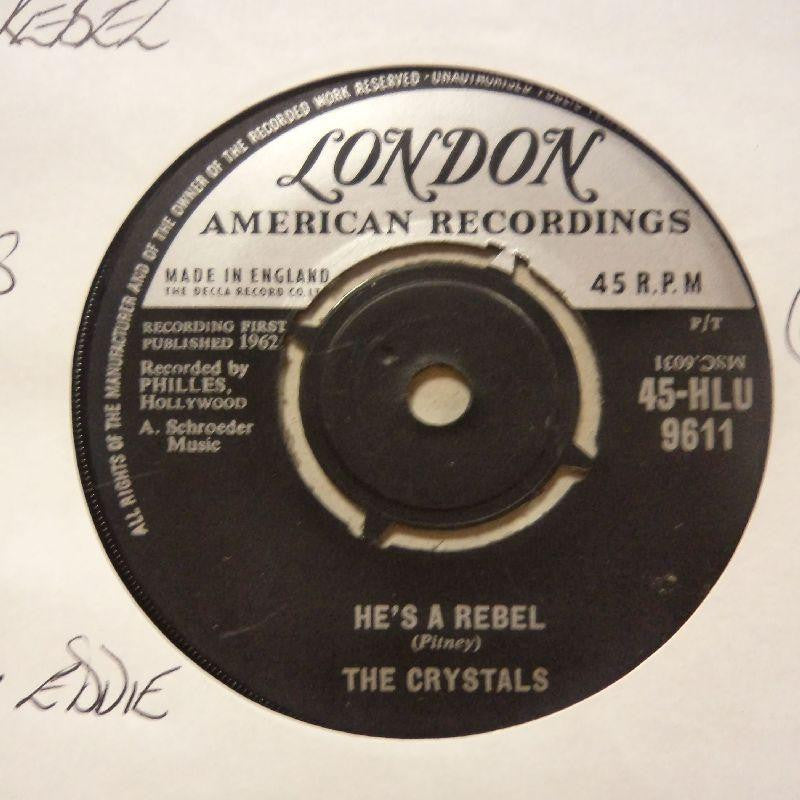 REBEL
ALL RIGHTS OF THE MANUFACTURER AND OF THE OWNER OF THE RECORDED WORK RESERVED · UNAUTHORISED
LONDON
AMERICAN RECORDINGS
MADE IN ENGLAND
THE DECCA RECORD CO. LTD
45 R.P.M
RECORDING FIRST
PUBLISHED 1962
Recorded by
PHILLES,
HOLLYWOOD
A. Schroeder
Music
P/T
MSC.6031
45-HLU
9611
HE'S A REBEL
(Pitney)
THE CRYSTALS
EDDIE